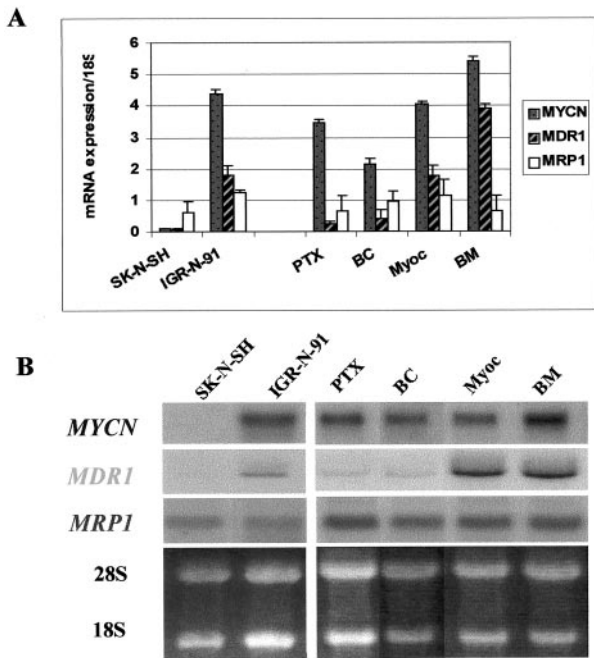 A
mRNA expression/18S
6
5
4
3
2
1
0
SK-N-SH
IGR-N-91
PTX
BC
Myoc
BM
MYCN
MDR1
MRP1
B
SK-N-SH
IGR-N-91
PTX
BC
Myoc
BM
MYCN
MDR1
MRP1
28S
18S